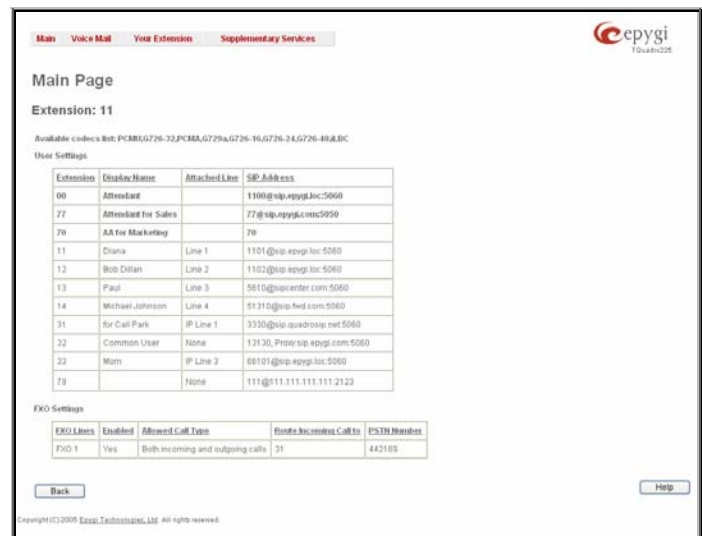 Main Voice Mail Your Extension Supplementary Services
epygi
TQuadro225
Main Page
Extension: 11
Available codecs list: PCMU,G726-32,PCMA,G729a,G726-16,G726-24,G726-40,iLBC
User Settings
Extension Display Name Attached Line SIP Address
00 Attendant 1100@sip.epygi.loc:5060
77 Attendant for Sales 77@sip.epygi.com:5050
70 AA for Marketing 70
11 Diana Line 1 1101@sip.epygi.loc:5060
12 Bob Dillan Line 2 1102@sip.epygi.loc:5060
13 Paul Line 3 5610@sipcenter.com:5060
14 Michael Johnson Line 4 51310@sip.fwd.com:5060
31 for Call Park IP Line 1 3330@sip.quadrosip.net:5060
32 Common User None 13130, Proxy:sip.epygi.com:5060
33 Mom IP Line 3 66101@sip.epygi.loc:5060
79 None 111@111.111.111.111:2123
FXO Settings
FXO Lines Enabled Allowed Call Type Route Incoming Call to PSTN Number
FXO 1 Yes Both incoming and outgoing calls 31 442189
Back Help
Copyright (C) 2005 Epygi Technologies, Ltd. All rights reserved.